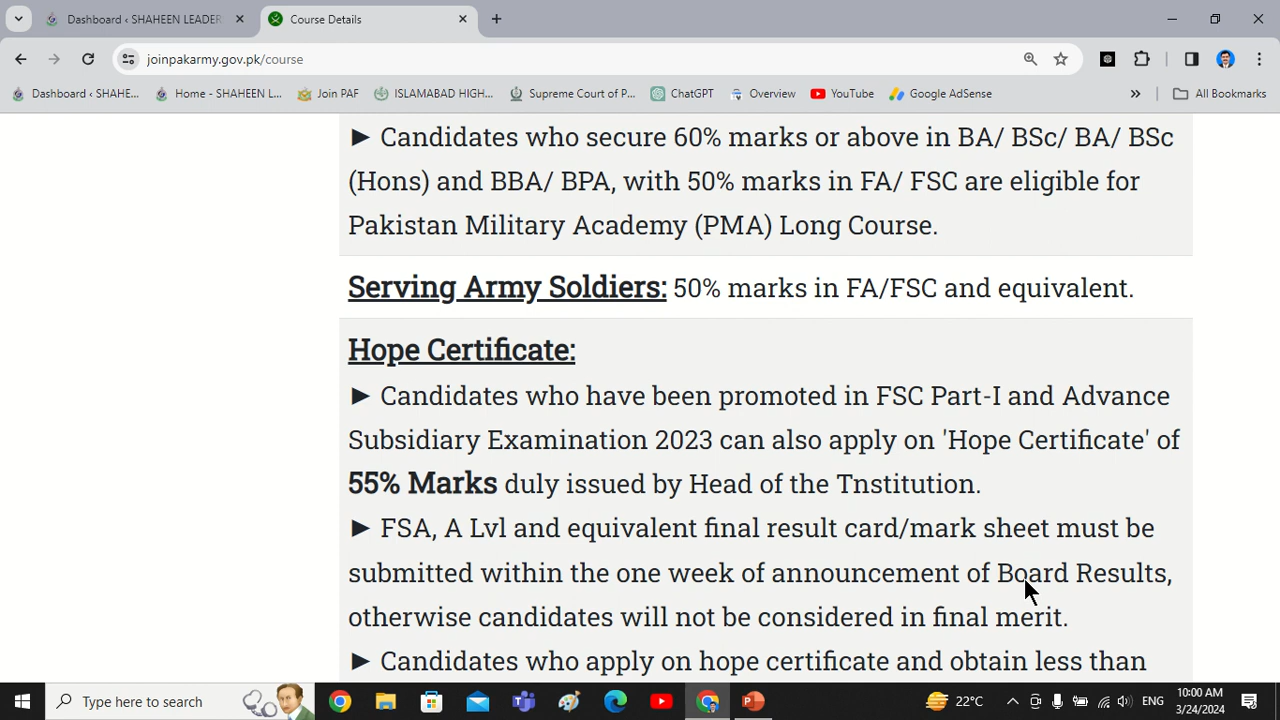 Dashboard ‹ SHAHEEN LEADER
Course Details
joinpakarmy.gov.pk/course
Dashboard ‹ SHAHE...
Home - SHAHEEN L...
Join PAF
ISLAMABAD HIGH...
Supreme Court of P...
ChatGPT
Overview
YouTube
Google AdSense
»
All Bookmarks
► Candidates who secure 60% marks or above in BA/ BSc/ BA/ BSc
(Hons) and BBA/ BPA, with 50% marks in FA/ FSC are eligible for
Pakistan Military Academy (PMA) Long Course.
Serving Army Soldiers: 50% marks in FA/FSC and equivalent.
Hope Certificate:
► Candidates who have been promoted in FSC Part-I and Advance
Subsidiary Examination 2023 can also apply on 'Hope Certificate' of
55% Marks duly issued by Head of the Tnstitution.
► FSA, A Lvl and equivalent final result card/mark sheet must be
submitted within the one week of announcement of Board Results,
otherwise candidates will not be considered in final merit.
► Candidates who apply on hope certificate and obtain less than
Type here to search
22°C
ENG
10:00 AM
3/24/2024